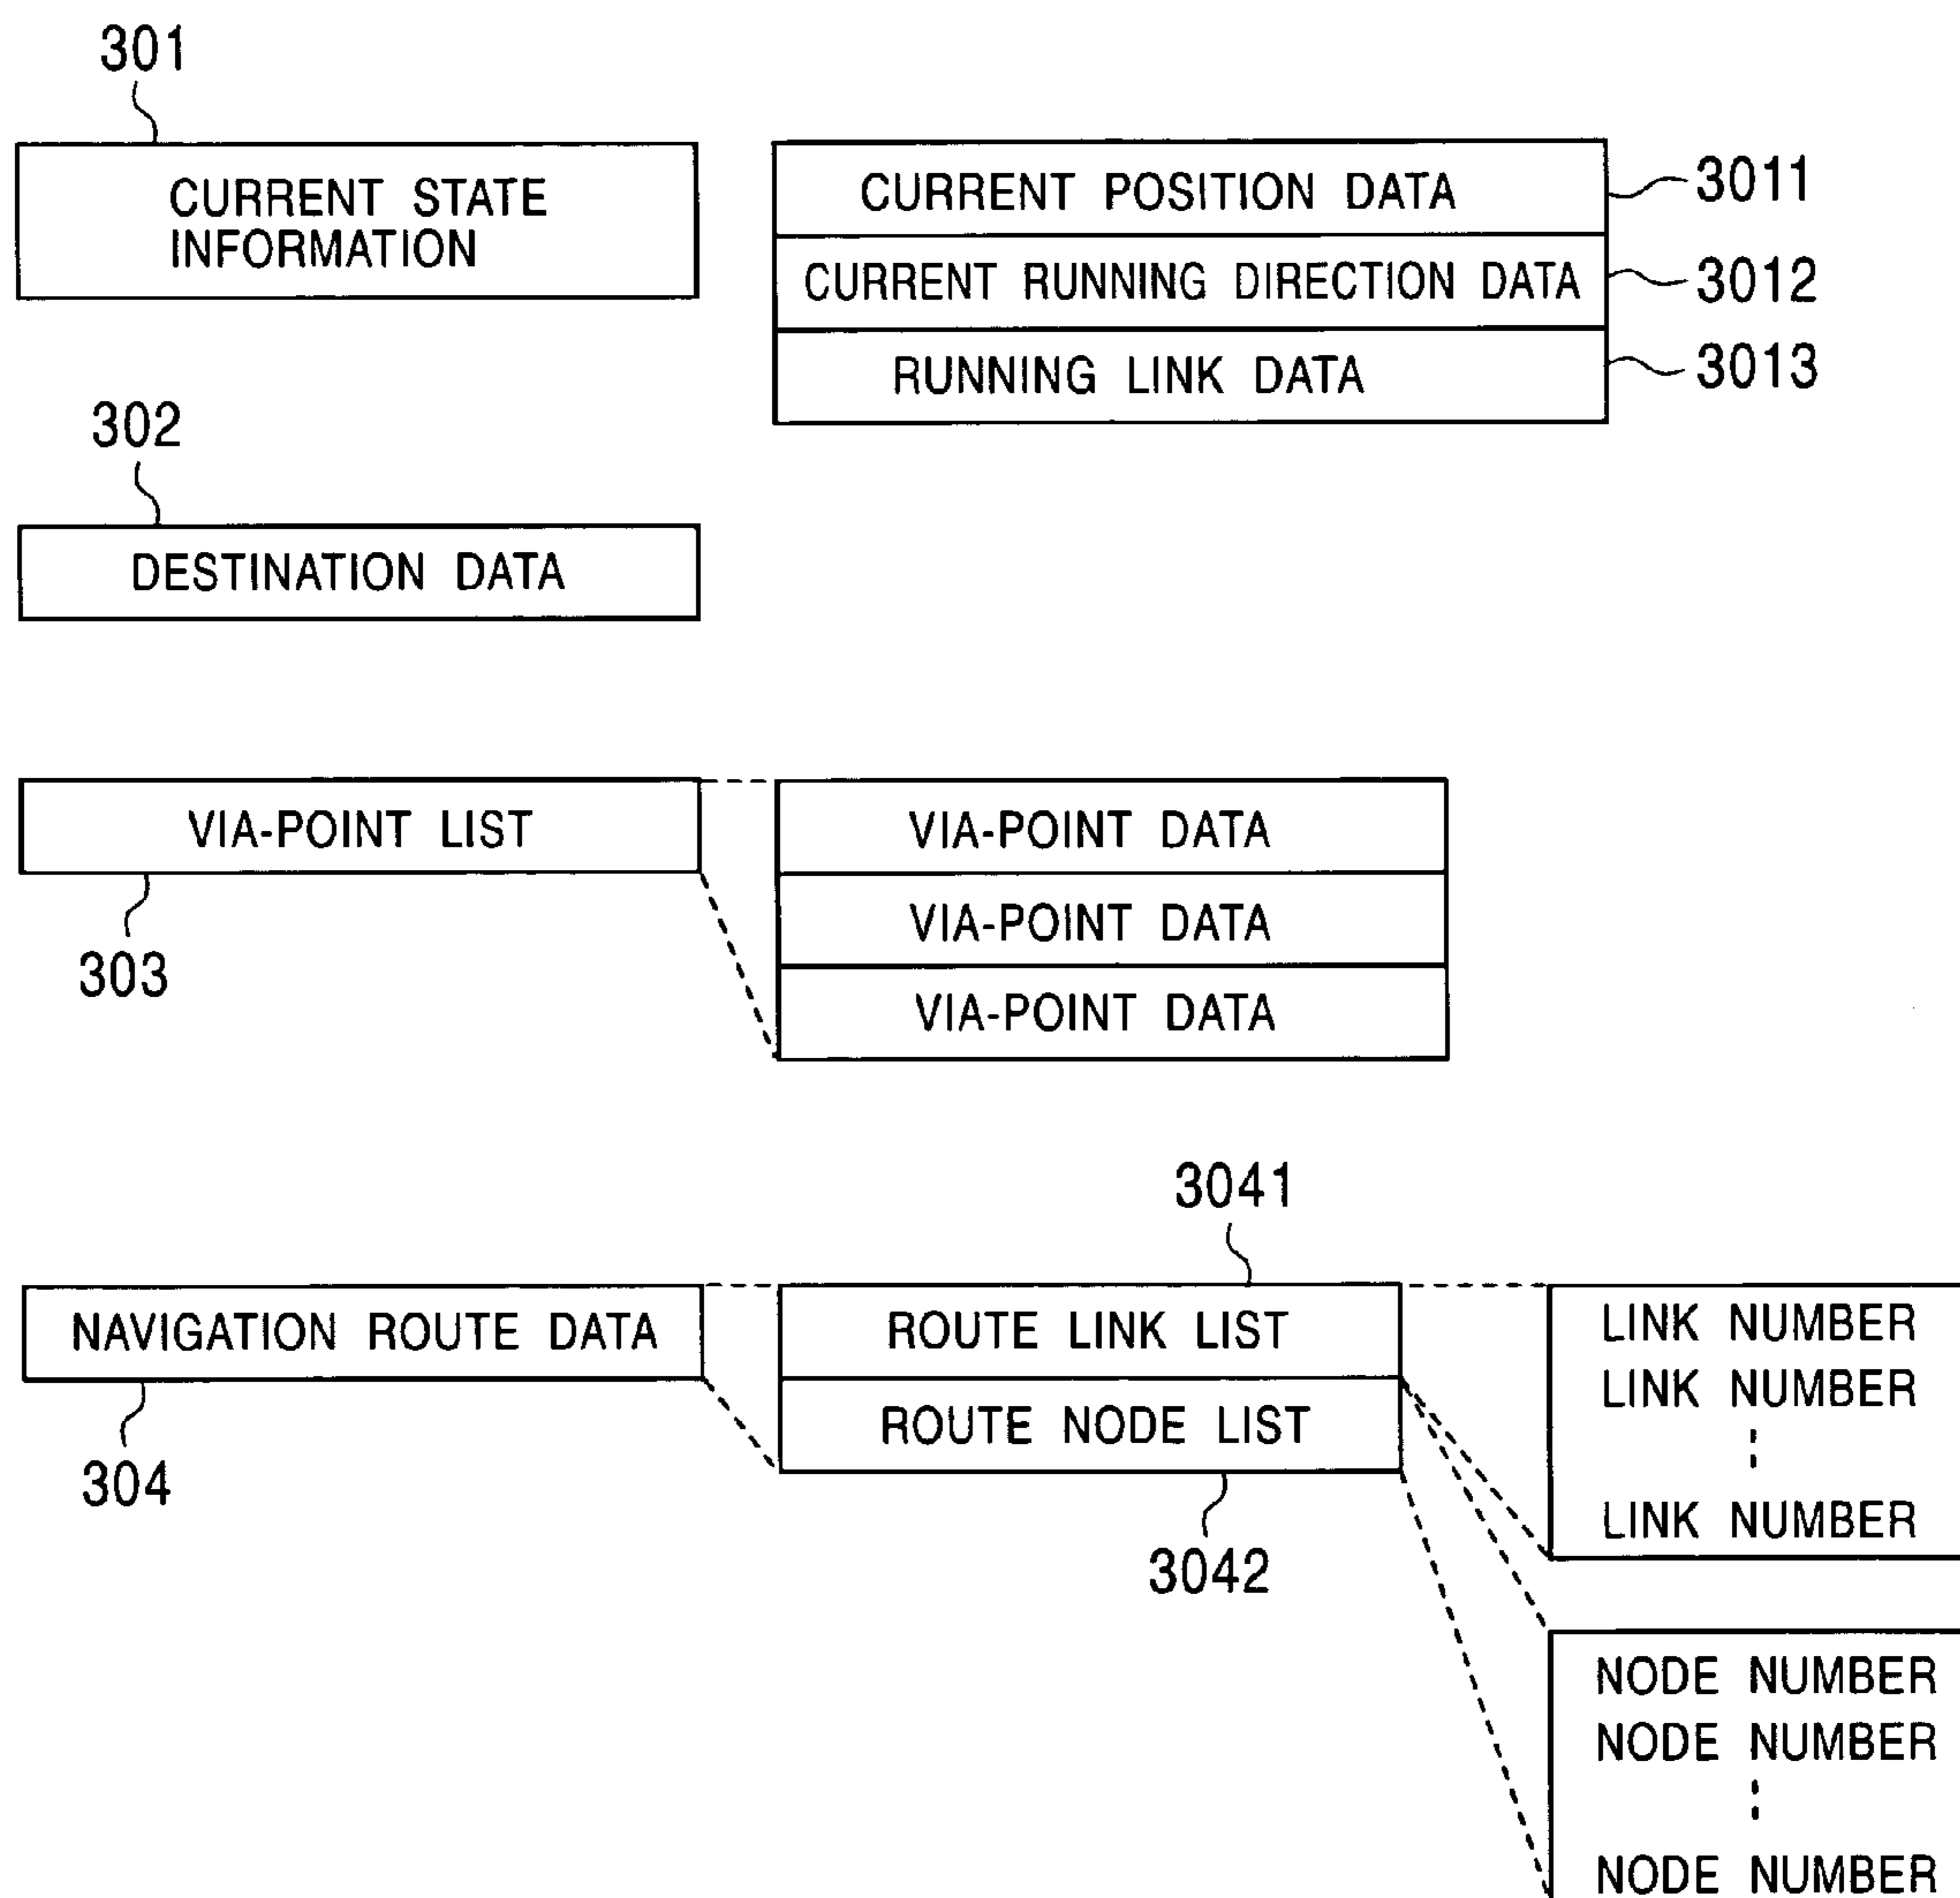 301
CURRENT STATE
INFORMATION
CURRENT POSITION DATA
3011
CURRENT RUNNING DIRECTION DATA
3012
RUNNING LINK DATA
3013
302
DESTINATION DATA
VIA-POINT LIST
303
VIA-POINT DATA
VIA-POINT DATA
VIA-POINT DATA
NAVIGATION ROUTE DATA
304
3041
ROUTE LINK LIST
ROUTE NODE LIST
3042
LINK NUMBER
LINK NUMBER
LINK NUMBER
NODE NUMBER
NODE NUMBER
NODE NUMBER